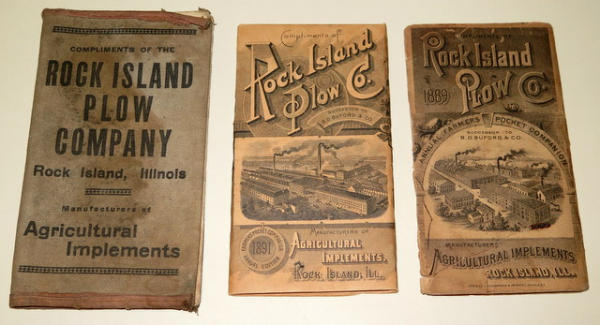 COMPLIMENTS OF THE
ROCK ISLAND
PLOW
COMPANY
Rock Island, Illinois
Manufacturers of
Agricultural
Implements
Compliments of
Rock Island
Plow Co.
SUCCESSOR TO
B.D. BUFORD & CO.
1891
MANUFACTURERS OF
AGRICULTURAL
IMPLEMENTS,
ROCK ISLAND, ILL.
COMPLIMENTS OF
Rock Island
Plow Co.
1889
ANNUAL FARMERS POCKET COMPANION
SUCCESSOR TO
B.D. BUFORD & CO.
MANUFACTURERS
AGRICULTURAL IMPLEMENTS,
ROCK ISLAND, ILL.